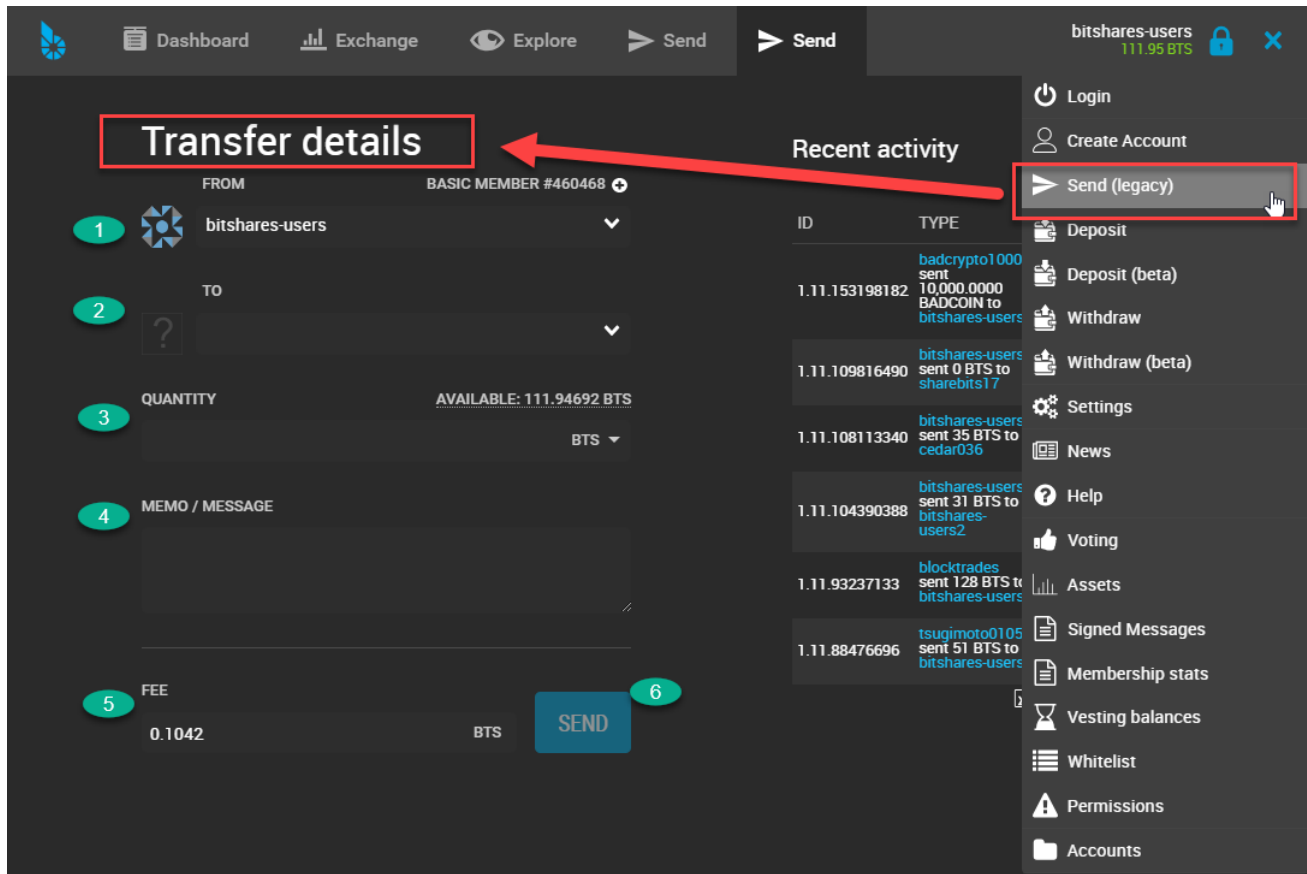 Dashboard
Exchange
Explore
Send
Send
bitshares-users
111.95 BTS
Transfer details
FROM
BASIC MEMBER #460468
1
bitshares-users
2
TO
?
QUANTITY
AVAILABLE: 111.94692 BTS
3
BTS
4
MEMO / MESSAGE
5
FEE
0.1042
BTS
SEND
6
Recent activity
ID
TYPE
1.11.153198182
badcrypto1000
sent
10,000.0000
BADCOIN to
bitshares-users
1.11.109816490
bitshares-users
sent 0 BTS to
sharebits17
1.11.108113340
bitshares-users
sent 35 BTS to
cedar036
1.11.104390388
bitshares-users
sent 31 BTS to
bitshares-
users2
1.11.93237133
blocktrades
sent 128 BTS to
bitshares-users
1.11.88476696
tsugimoto0105
sent 51 BTS to
bitshares-users
Login
Create Account
Send (legacy)
Deposit
Deposit (beta)
Withdraw
Withdraw (beta)
Settings
News
Help
Voting
Assets
Signed Messages
Membership stats
Vesting balances
Whitelist
Permissions
Accounts